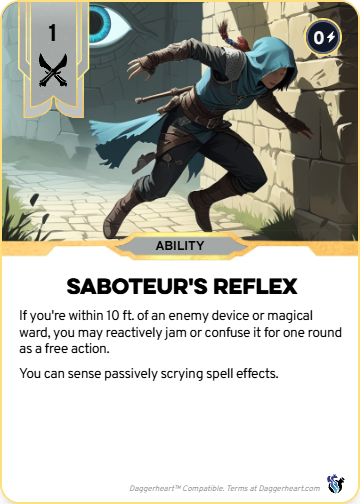 1
0
ABILITY
SABOTEUR'S REFLEX
If you're within 10 ft. of an enemy device or magical
ward, you may reactively jam or confuse it for one round
as a free action.
You can sense passively scrying spell effects.
Daggerheart™ Compatible. Terms at Daggerheart.com